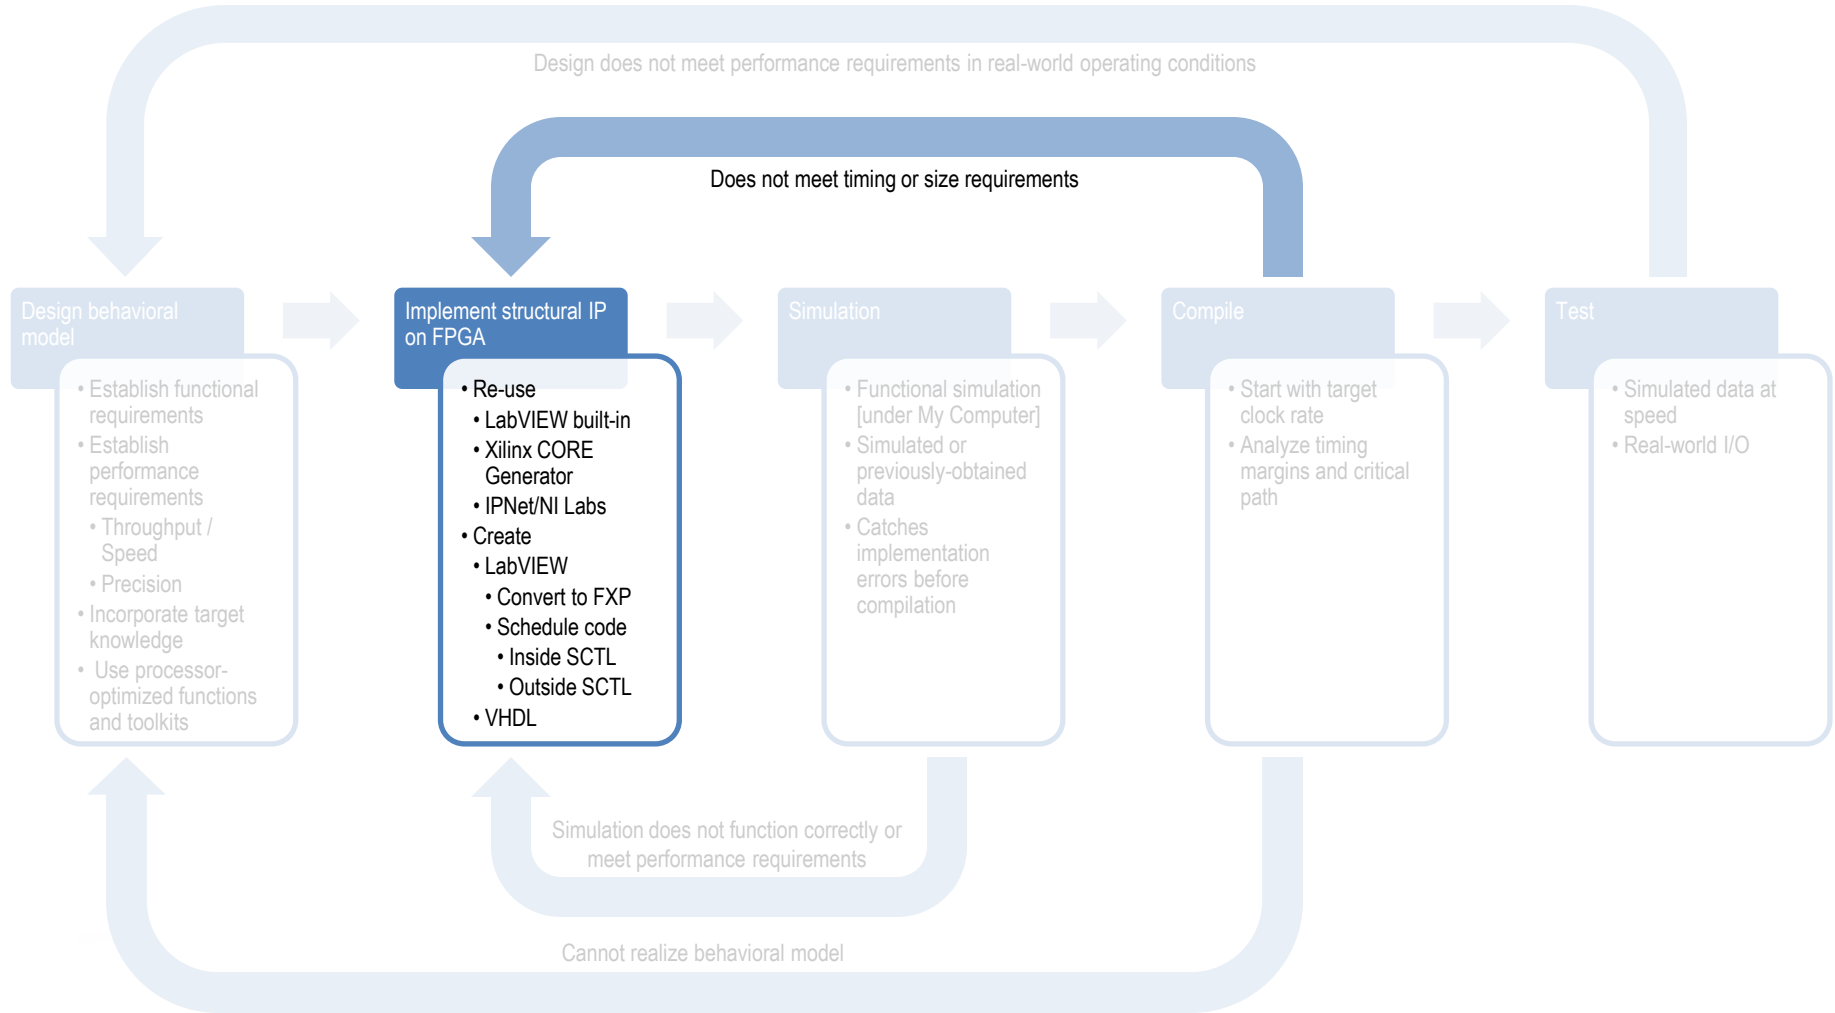 Design does not meet performance requirements in real-world operating conditions
Does not meet timing or size requirements
Design behavioral
model
• Establish functional
requirements
• Establish
performance
requirements
• Throughput /
Speed
• Precision
• Incorporate target
knowledge
• Use processor-
optimized functions
and toolkits
Implement structural IP
on FPGA
• Re-use
• LabVIEW built-in
• Xilinx CORE
Generator
• IPNet/NI Labs
• Create
• LabVIEW
• Convert to FXP
• Schedule code
• Inside SCTL
• Outside SCTL
• VHDL
Simulation
• Functional simulation
[under My Computer]
• Simulated or
previously-obtained
data
• Catches
implementation
errors before
compilation
Compile
• Start with target
clock rate
• Analyze timing
margins and critical
path
Test
• Simulated data at
speed
• Real-world I/O
Simulation does not function correctly or
meet performance requirements
Cannot realize behavioral model